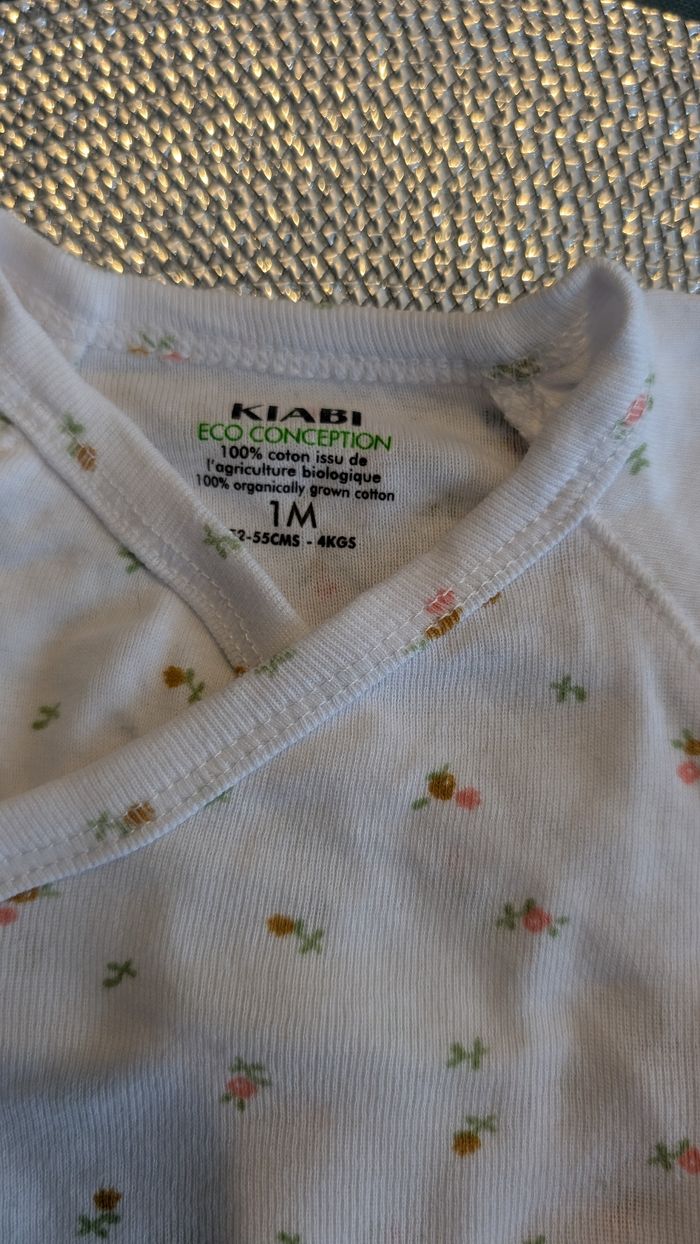 KIABI
ECO CONCEPTION
100% coton issu de
l'agriculture biologique
100% organically grown cotton
1M
52-55CMS - 4KGS